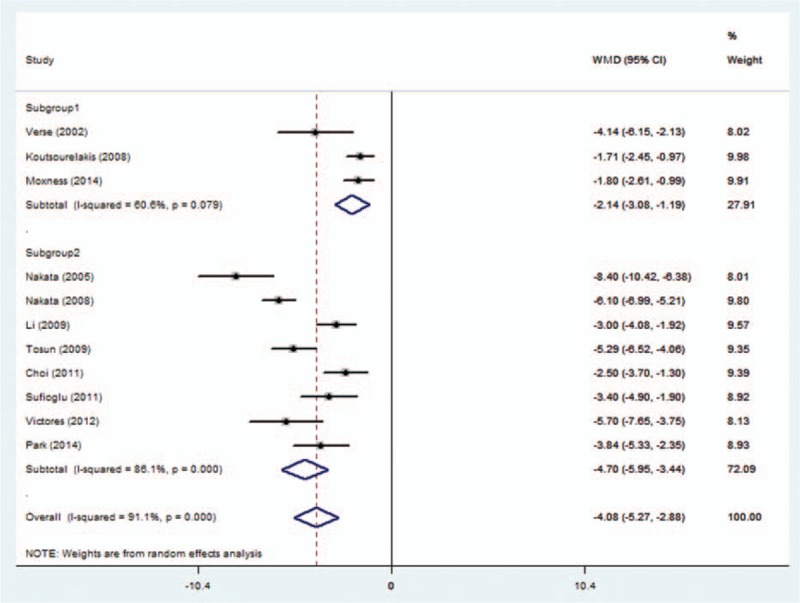 %
Study WMD (95% CI) Weight
Subgroup1
Verse (2002) -4.14 (-6.15, -2.13) 8.02
Koutsourelakis (2008) -1.71 (-2.45, -0.97) 9.98
Moxness (2014) -1.80 (-2.61, -0.99) 9.91
Subtotal (I-squared = 60.6%, p = 0.079) -2.14 (-3.08, -1.19) 27.91
.
Subgroup2
Nakata (2005) -8.40 (-10.42, -6.38) 8.01
Nakata (2008) -6.10 (-6.99, -5.21) 9.80
Li (2009) -3.00 (-4.08, -1.92) 9.57
Tosun (2009) -5.29 (-6.52, -4.06) 9.35
Choi (2011) -2.50 (-3.70, -1.30) 9.39
Sufioglu (2011) -3.40 (-4.90, -1.90) 8.92
Victores (2012) -5.70 (-7.65, -3.75) 8.13
Park (2014) -3.84 (-5.33, -2.35) 8.93
Subtotal (I-squared = 86.1%, p = 0.000) -4.70 (-5.95, -3.44) 72.09
.
Overall (I-squared = 91.1%, p = 0.000) -4.08 (-5.27, -2.88) 100.00
NOTE: Weights are from random effects analysis
-10.4 0 10.4